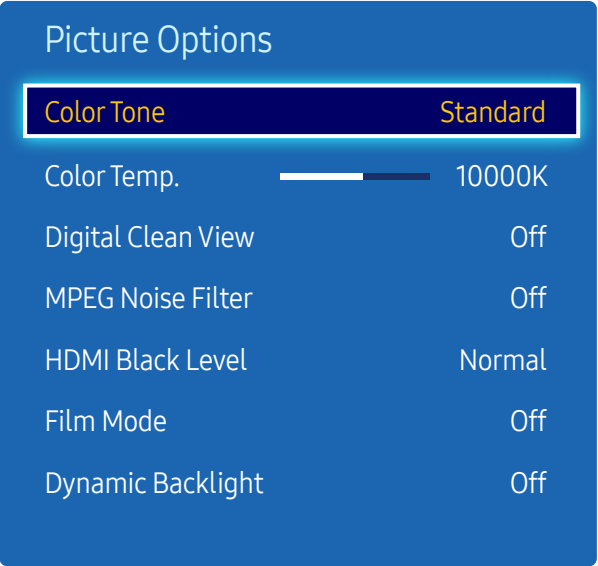 Picture Options
Color Tone Standard
Color Temp. 10000K
Digital Clean View Off
MPEG Noise Filter Off
HDMI Black Level Normal
Film Mode Off
Dynamic Backlight Off